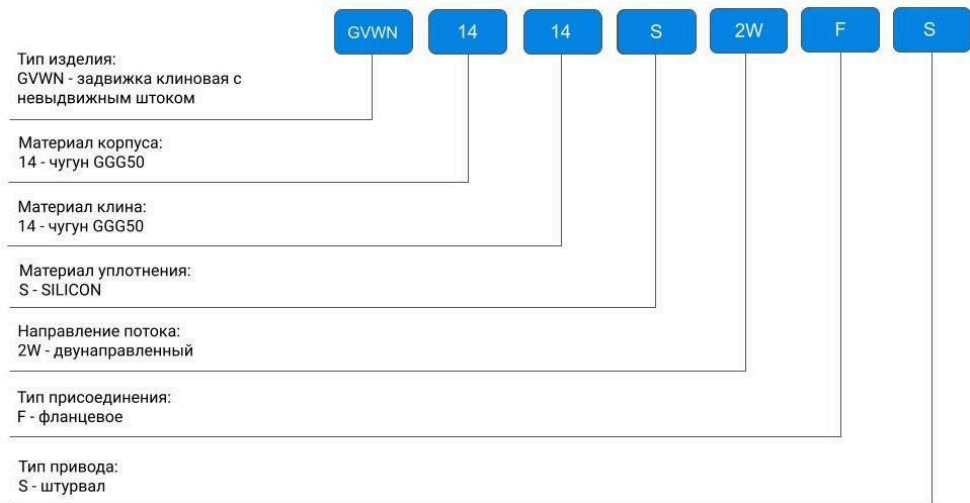 GVWN 14 14 S 2W F S
Тип изделия:
GVWN - задвижка клиновая с
невыдвижным штоком
Материал корпуса:
14 - чугун GGG50
Материал клина:
14 - чугун GGG50
Материал уплотнения:
S - SILICON
Направление потока:
2W - двунаправленный
Тип присоединения:
F - фланцевое
Тип привода:
S - штурвал